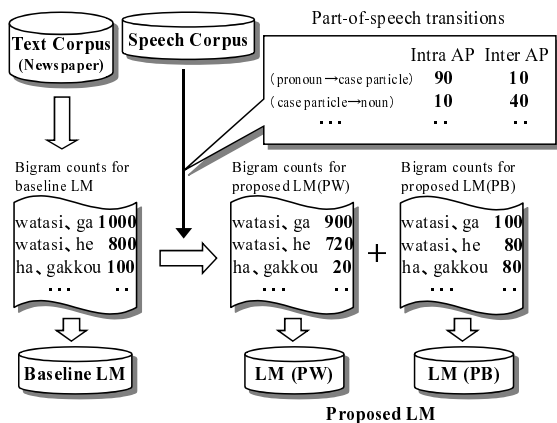 Part-of-speech transitions
Text Corpus
(Newspaper)
Speech Corpus
Intra AP Inter AP
(pronoun→case particle) 90 10
(case particle→noun) 10 40
... .. ..
Bigram counts for
baseline LM
Bigram counts for
proposed LM(PW)
Bigram counts for
proposed LM(PB)
watasi、ga 1000
watasi、he 800
ha、gakkou 100
... ..
watasi、ga 900
watasi、he 720
ha、gakkou 20
... ..
+
watasi、ga 100
watasi、he 80
ha、gakkou 80
... ..
Baseline LM
LM (PW)
LM (PB)
Proposed LM